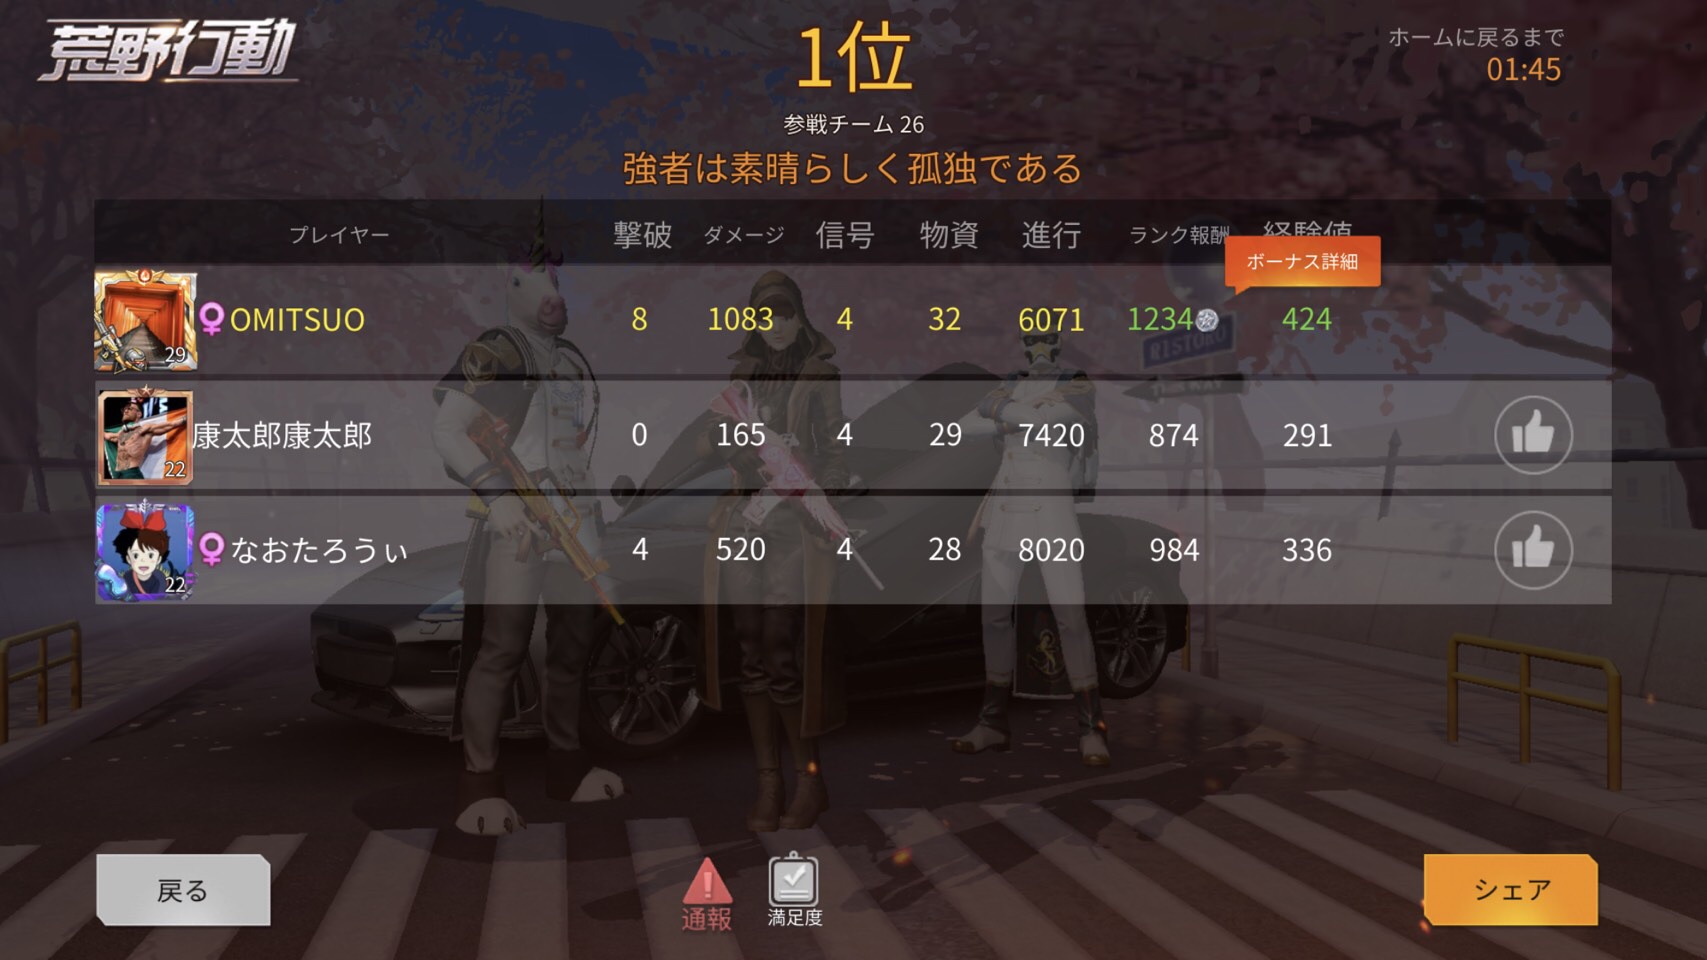 荒野行動
1位
ホームに戻るまで
01:45
参戦チーム 26
強者は素晴らしく孤独である
プレイヤー 撃破 ダメージ 信号 物資 進行 ランク報酬 経験値
ボーナス詳細
29 OMITSUO 8 1083 4 32 6071 1234 424
RISTORO
22 康太郎康太郎 0 165 4 29 7420 874 291
22 なおたろうぃ 4 520 4 28 8020 984 336
戻る
通報
満足度
シェア